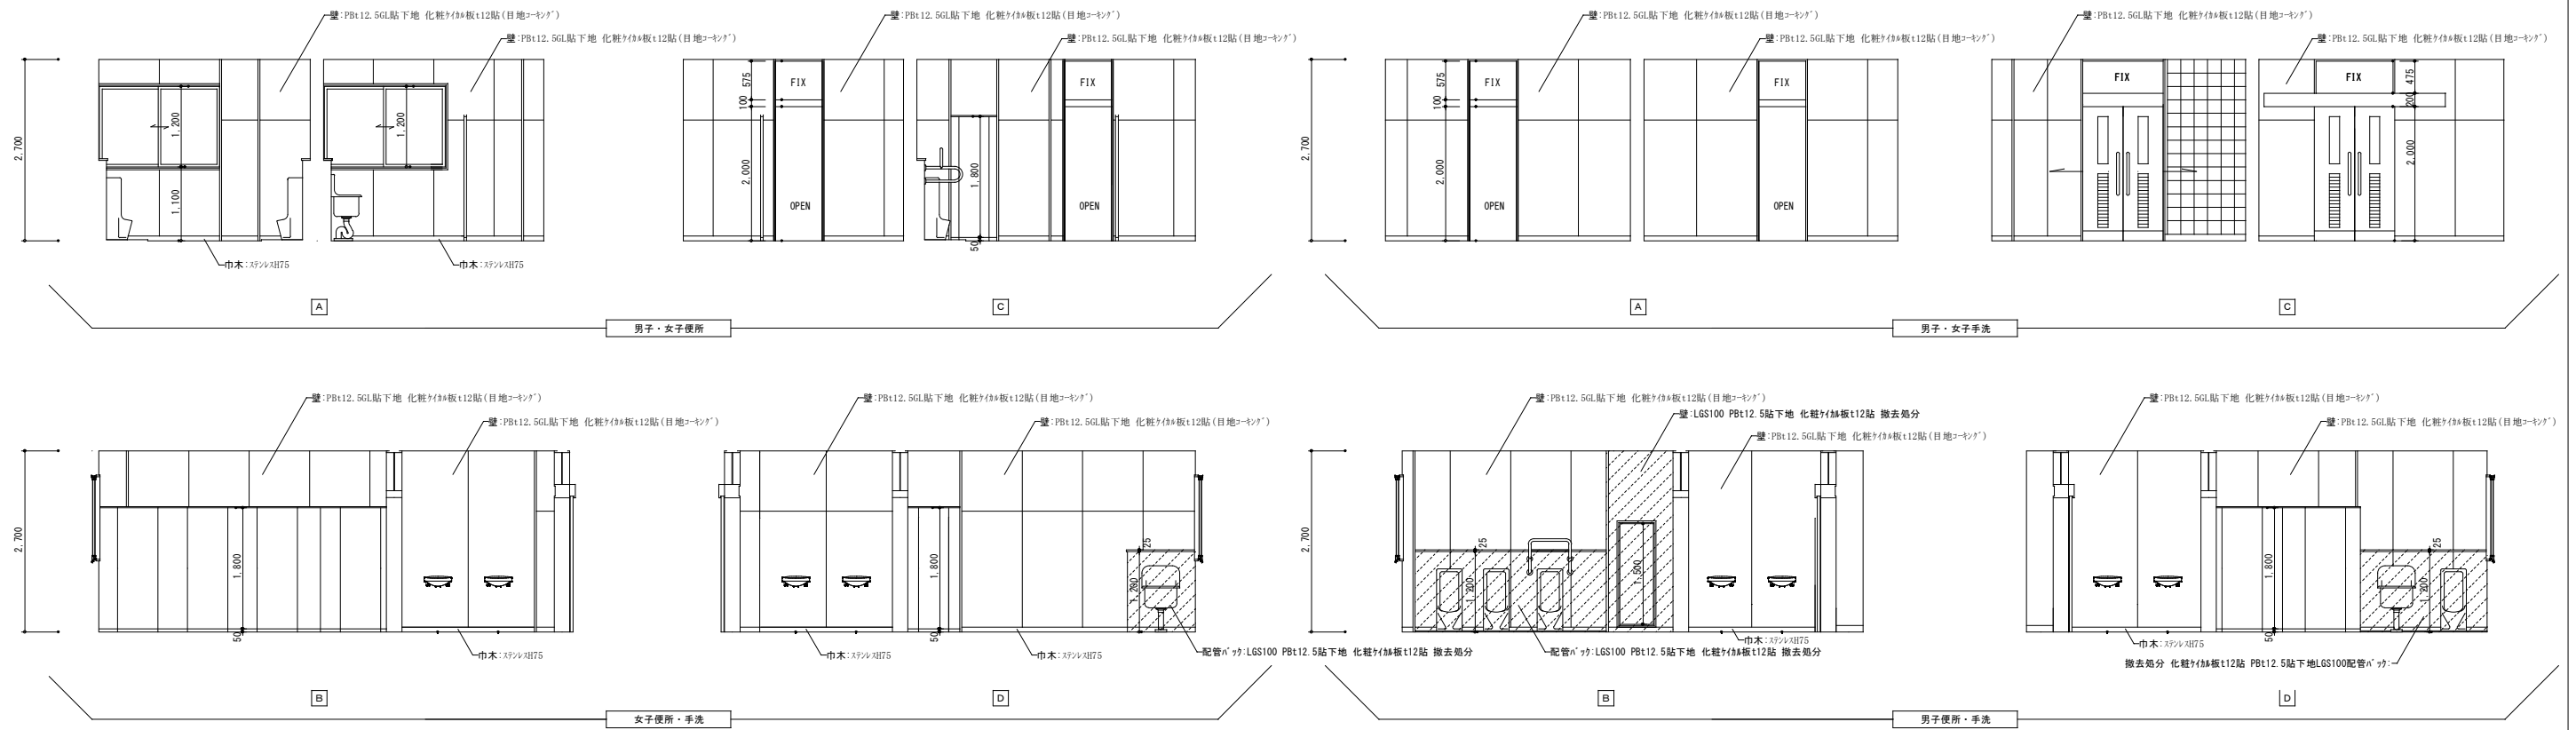 壁:PBt12.5GL貼下地 化粧ケイカル板t12貼(目地コーキング)
壁:PBt12.5GL貼下地 化粧ケイカル板t12貼(目地コーキング)
2,700
1,200
1,100
1,200
巾木:ステンレスH75
巾木:ステンレスH75
A
壁:PBt12.5GL貼下地 化粧ケイカル板t12貼(目地コーキング)
壁:PBt12.5GL貼下地 化粧ケイカル板t12貼(目地コーキング)
575
100
2,000
FIX
OPEN
1,800
50
FIX
OPEN
C
男子・女子便所
壁:PBt12.5GL貼下地 化粧ケイカル板t12貼(目地コーキング)
壁:PBt12.5GL貼下地 化粧ケイカル板t12貼(目地コーキング)
2,700
575
100
2,000
FIX
OPEN
FIX
OPEN
A
壁:PBt12.5GL貼下地 化粧ケイカル板t12貼(目地コーキング)
壁:PBt12.5GL貼下地 化粧ケイカル板t12貼(目地コーキング)
FIX
FIX
475
200
2,000
C
男子・女子手洗
壁:PBt12.5GL貼下地 化粧ケイカル板t12貼(目地コーキング)
壁:PBt12.5GL貼下地 化粧ケイカル板t12貼(目地コーキング)
2,700
1,800
50
巾木:ステンレスH75
B
壁:PBt12.5GL貼下地 化粧ケイカル板t12貼(目地コーキング)
壁:PBt12.5GL貼下地 化粧ケイカル板t12貼(目地コーキング)
1,800
50
25
1,200
巾木:ステンレスH75
巾木:ステンレスH75
配管パック:LGS100 PBt12.5貼下地 化粧ケイカル板t12貼 撤去処分
D
女子便所・手洗
壁:PBt12.5GL貼下地 化粧ケイカル板t12貼(目地コーキング)
壁:LGS100 PBt12.5貼下地 化粧ケイカル板t12貼 撤去処分
壁:PBt12.5GL貼下地 化粧ケイカル板t12貼(目地コーキング)
2,700
25
1,200
1,500
巾木:ステンレスH75
配管パック:LGS100 PBt12.5貼下地 化粧ケイカル板t12貼 撤去処分
B
壁:PBt12.5GL貼下地 化粧ケイカル板t12貼(目地コーキング)
壁:PBt12.5GL貼下地 化粧ケイカル板t12貼(目地コーキング)
1,800
50
25
1,200
巾木:ステンレスH75
撤去処分 化粧ケイカル板t12貼 PBt12.5貼下地LGS100配管パック:
D
男子便所・手洗